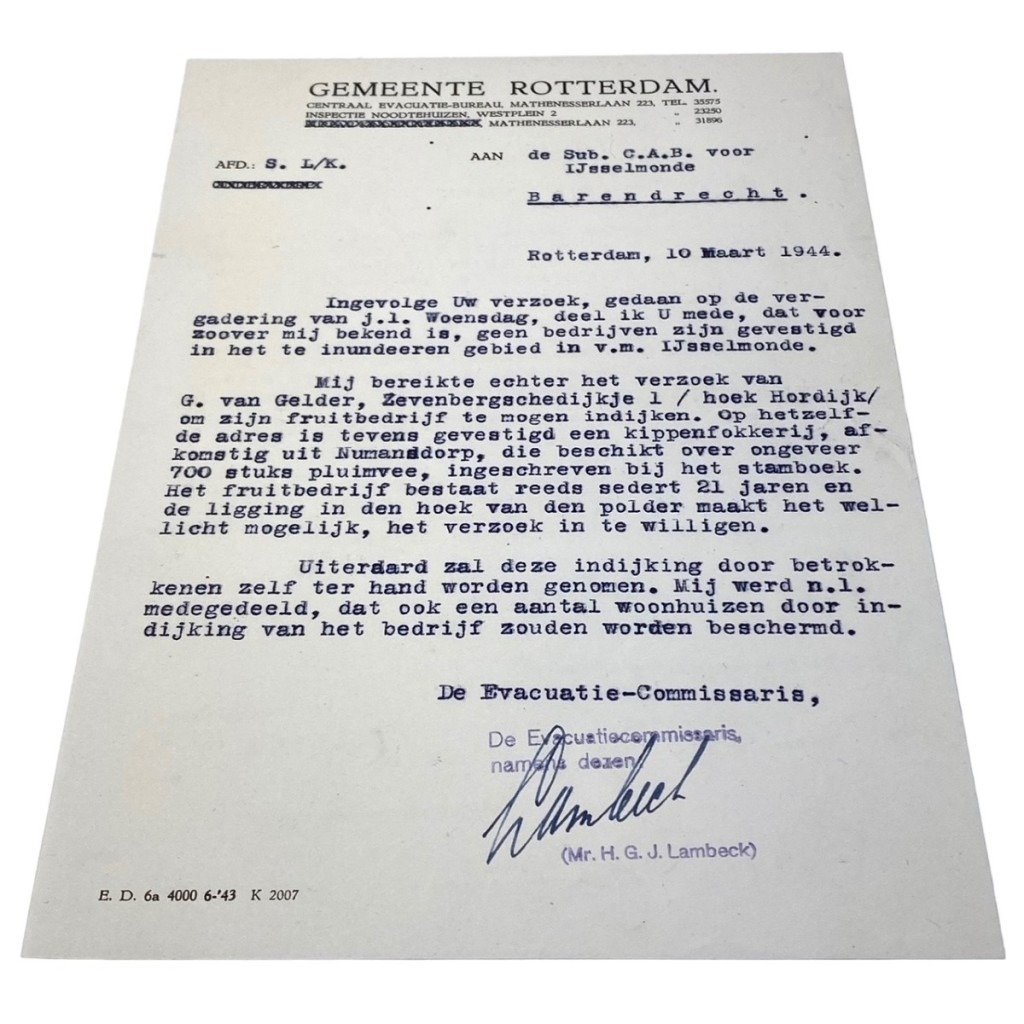 GEMEENTE ROTTERDAM.
CENTRAAL EVACUATIE-BUREAU, MATHENESSERLAAN 223, TEL. 35575
INSPECTIE NOODTEHUIZEN, WESTPLEIN 2 „ 23250
MATHENESSERLAAN 223, „ 31896
AFD.: S. L/K.
AAN de Sub. C.A.B. voor
IJsselmonde
Barendrecht.
Rotterdam, 10 Maart 1944.
Ingevolge Uw verzoek, gedaan op de ver-
gadering van j.l. Woensdag, deel ik U mede, dat voor
zoover mij bekend is, geen bedrijven zijn gevestigd
in het te inundeeren gebied in v.m. IJsselmonde.
Mij bereikte echter het verzoek van
G. van Gelder, Zevenbergschedijkje 1 / hoek Hordijk/
om zijn fruitbedrijf te mogen indijken. Op hetzelf-
de adres is tevens gevestigd een kippenfokkerij, af-
komstig uit Numansdorp, die beschikt over ongeveer
700 stuks pluimvee, ingeschreven bij het stamboek.
Het fruitbedrijf bestaat reeds sedert 21 jaren en
de ligging in den hoek van den polder maakt het wel-
licht mogelijk, het verzoek in te willigen.
Uiteraard zal deze indijking door betrok-
kenen zelf ter hand worden genomen. Mij werd n.l.
medegedeeld, dat ook een aantal woonhuizen door in-
dijking van het bedrijf zouden worden beschermd.
De Evacuatie-Commissaris,
De Evacuatiecommissaris,
namens dezen,
Lambeck
(Mr. H. G. J. Lambeck)
E. D. 6a 4000 6-'43 K 2007